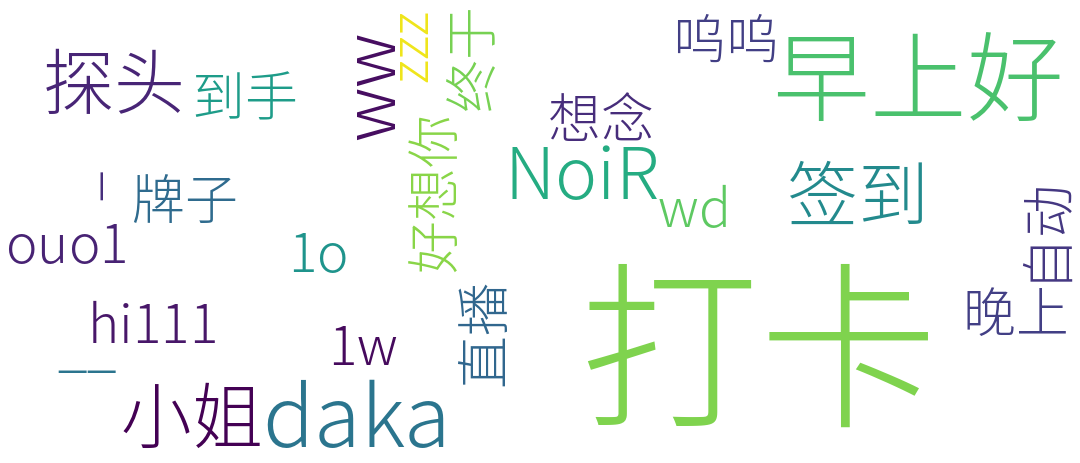 探头
到手
ww
zzz
终于
呜呜
早上好
想念
好想你
NoiR
wd
签到
牌子
ouo1
1o
自动
hi111
1w
直播
打卡
晚上
小姐
daka